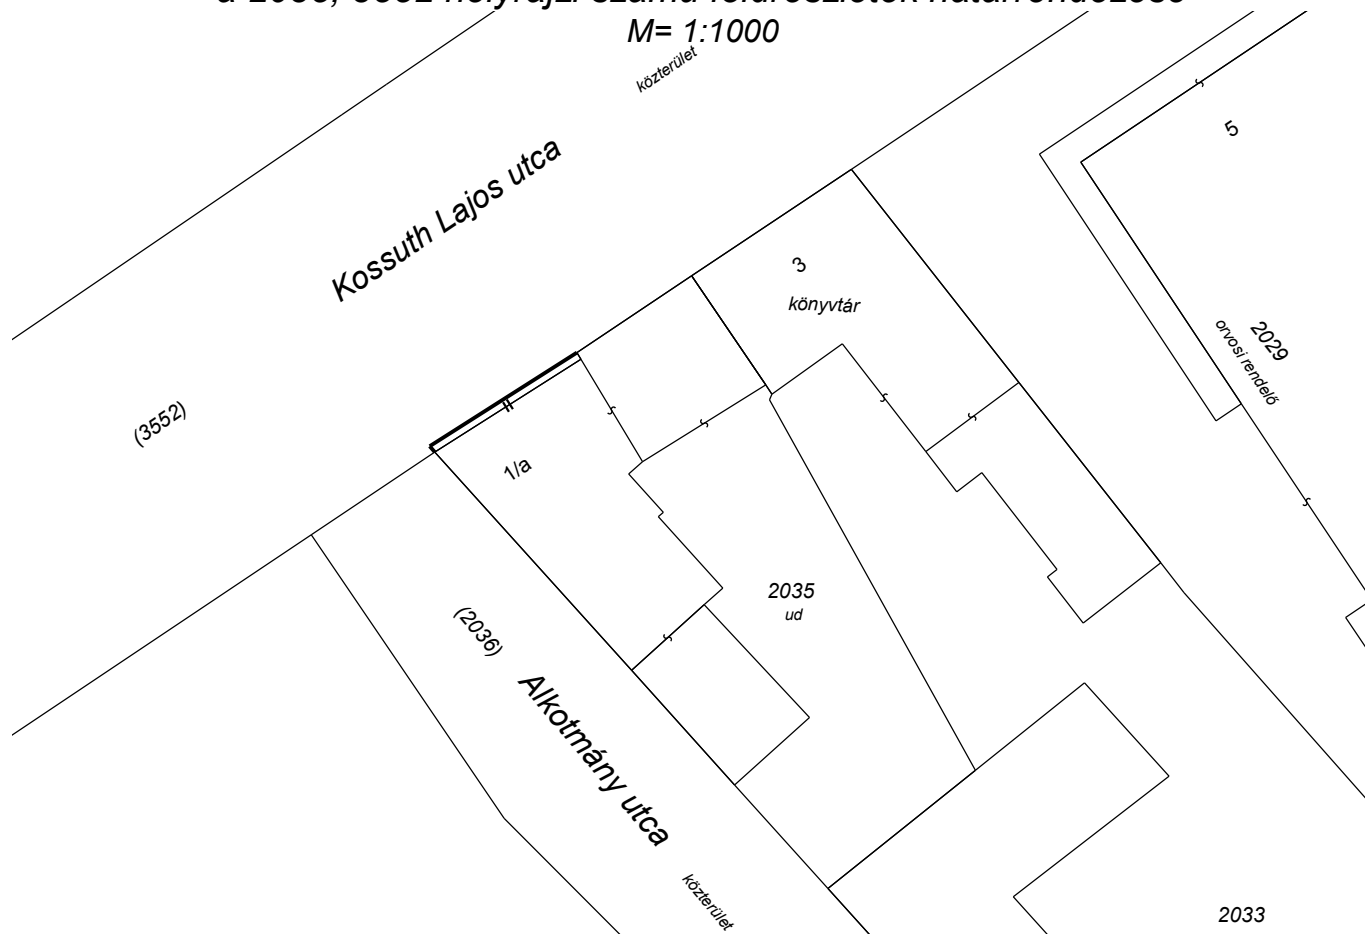 M= 1:1000
közterület
Kossuth Lajos utca
5
3
könyvtár
2029
orvosi rendelő
(3552)
1/a
2035
ud
(2036)
Alkotmány utca
közterület
2033